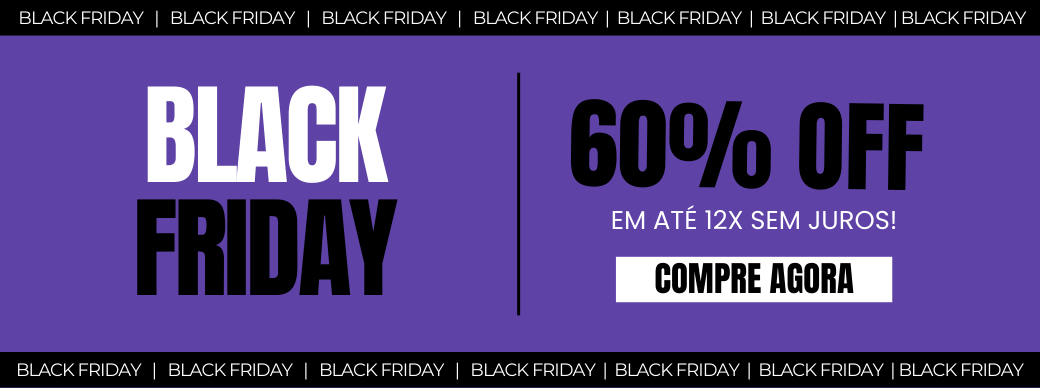 BLACK FRIDAY | BLACK FRIDAY | BLACK FRIDAY | BLACK FRIDAY | BLACK FRIDAY | BLACK FRIDAY | BLACK FRIDAY
BLACK
FRIDAY
60% OFF
EM ATÉ 12X SEM JUROS!
COMPRE AGORA
BLACK FRIDAY | BLACK FRIDAY | BLACK FRIDAY | BLACK FRIDAY | BLACK FRIDAY | BLACK FRIDAY | BLACK FRIDAY